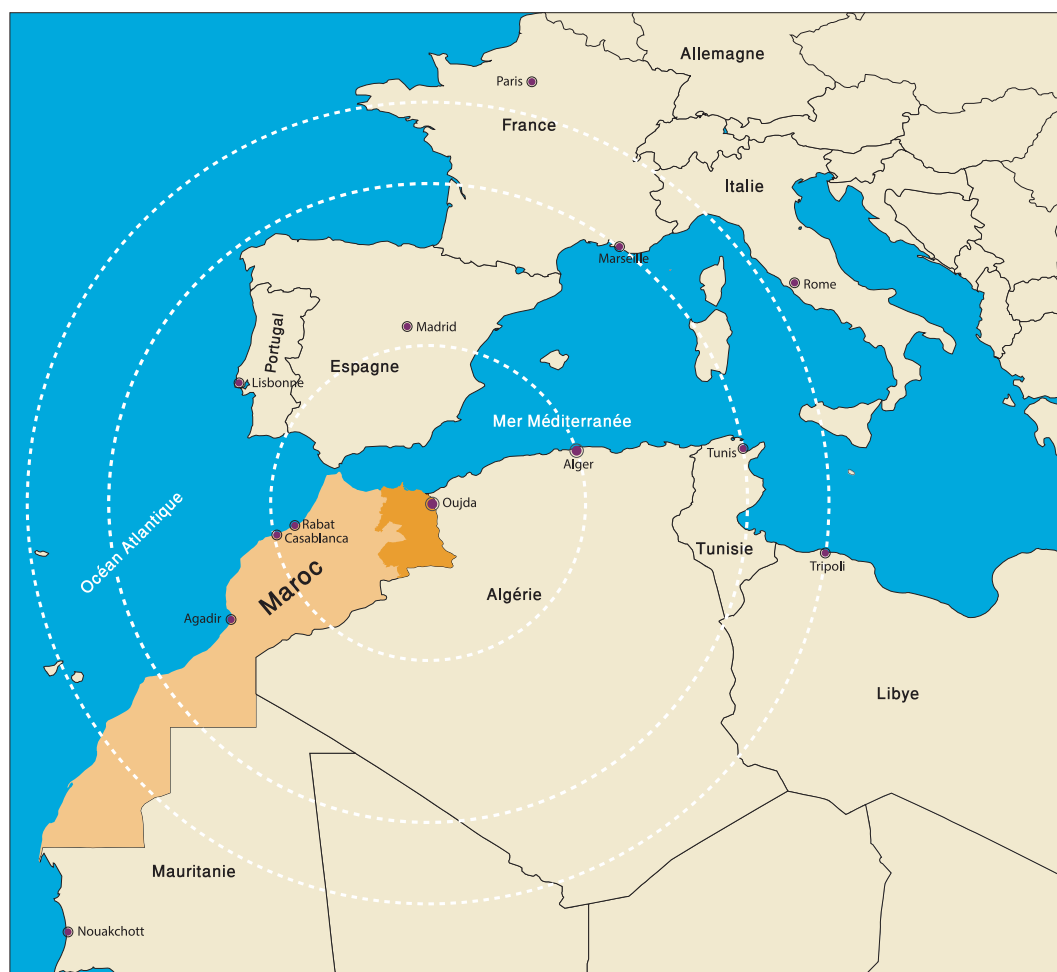 Allemagne
Paris
France
Italie
Marseille
Rome
Madrid
Portugal
Espagne
Lisbonne
Mer Méditerranée
Alger
Tunis
Oujda
Océan Atlantique
Rabat
Casablanca
Tunisie
Tripoli
Maroc
Algérie
Agadir
Libye
Mauritanie
Nouakchott